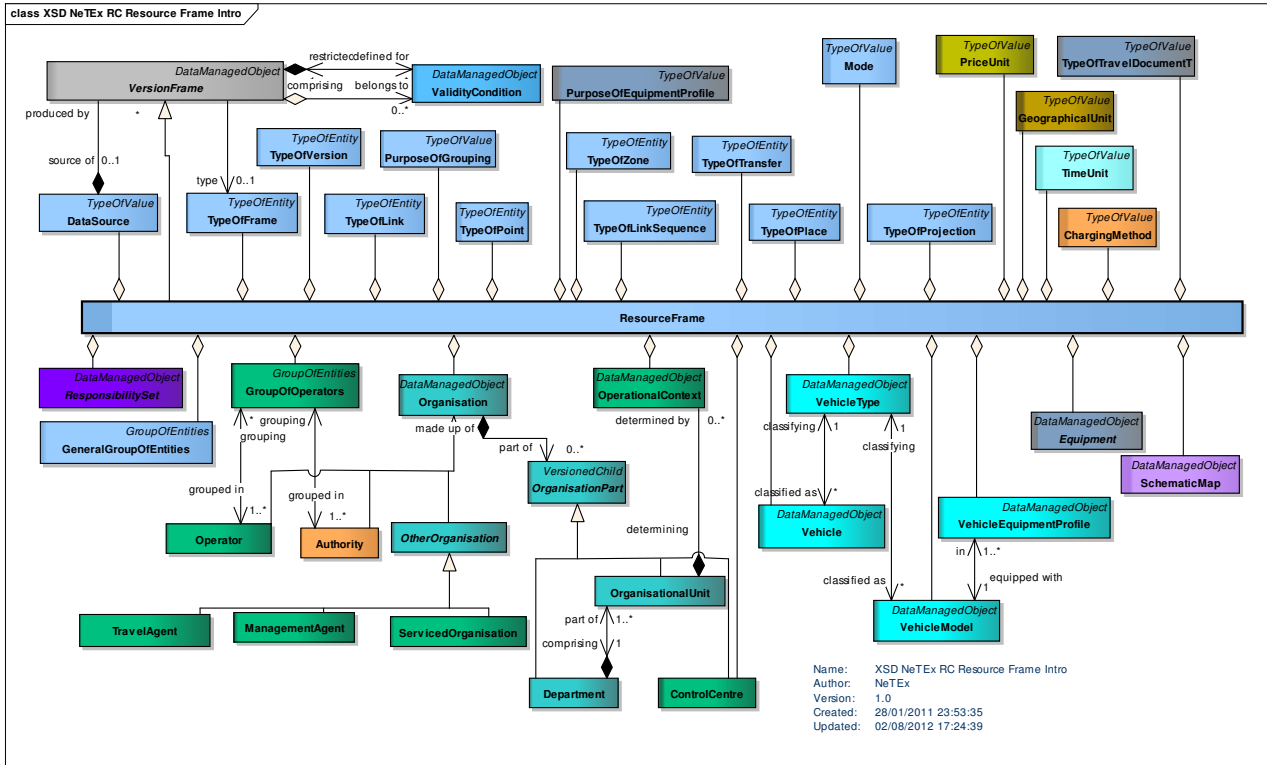 class XSD NeTEx RC Resource Frame Intro
DataManagedObject
VersionFrame
restricted
defined for
*
comprising
belongs to
0..*
DataManagedObject
ValidityCondition
produced by
*
source of
0..1
type
0..1
TypeOfValue
DataSource
TypeOfEntity
TypeOfFrame
TypeOfEntity
TypeOfVersion
TypeOfEntity
TypeOfLink
TypeOfValue
PurposeOfGrouping
TypeOfEntity
TypeOfPoint
TypeOfValue
PurposeOfEquipmentProfile
TypeOfEntity
TypeOfZone
TypeOfEntity
TypeOfLinkSequence
TypeOfEntity
TypeOfTransfer
TypeOfEntity
TypeOfPlace
TypeOfValue
Mode
TypeOfEntity
TypeOfProjection
TypeOfValue
PriceUnit
TypeOfValue
GeographicalUnit
TypeOfValue
TimeUnit
TypeOfValue
ChargingMethod
TypeOfValue
TypeOfTravelDocumentT
ResourceFrame
DataManagedObject
ResponsibilitySet
GroupOfEntities
GeneralGroupOfEntities
GroupOfEntities
GroupOfOperators
*
grouping
grouping
grouped in
1..*
grouped in
1..*
Operator
Authority
DataManagedObject
Organisation
made up of
part of
0..*
VersionedChild
OrganisationPart
OtherOrganisation
TravelAgent
ManagementAgent
ServicedOrganisation
DataManagedObject
OperationalContext
determined by
0..*
determining
OrganisationalUnit
part of
1..*
comprising
1
Department
ControlCentre
DataManagedObject
VehicleType
classifying
1
1
classifying
classified as
*
DataManagedObject
Vehicle
classified as
*
DataManagedObject
VehicleModel
DataManagedObject
VehicleEquipmentProfile
in
1..*
equipped with
1
DataManagedObject
Equipment
DataManagedObject
SchematicMap
Name: XSD NeTEx RC Resource Frame Intro
Author: NeTEx
Version: 1.0
Created: 28/01/2011 23:53:35
Updated: 02/08/2012 17:24:39